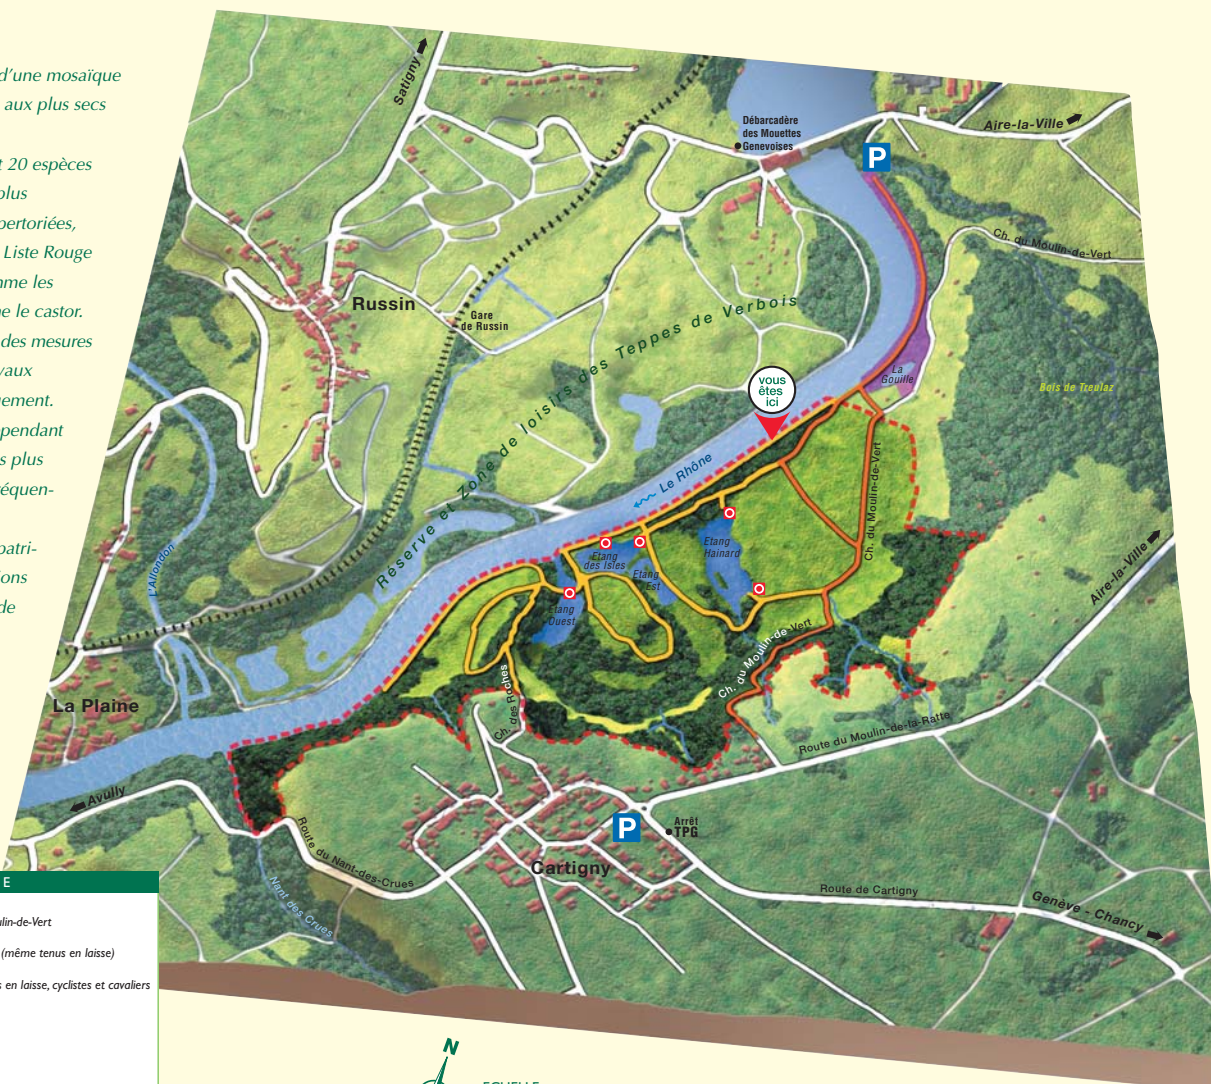 d'une mosaïque
aux plus secs
t 20 espèces
plus
pertoriées,
Liste Rouge
nme les
ne le castor.
des mesures
vaux
gement.
ependant
s plus
réquen-
patri-
ions
de
Satigny
Débarcadère
des Mouettes
Genevoises
P
Aire-la-Ville
Ch. du Moulin-de-Vert
Russin
Gare
de Russin
Réserve et Zone de loisirs des Teppes de Verbois
La
Gouille
Bois de Treulaz
vous
êtes
ici
Le Rhône
Ch. du Moulin-de-Vert
Etang
Hainard
Etang
des Isles
Etang
Est
Etang
Ouest
L'Allondon
Aire-la-Ville
Ch. du Moulin-de-Vert
Ch. des Roches
La Plaine
Route du Moulin-de-la-Ratte
Avully
Arrêt
TPG
P
Cartigny
Route du Nant-des-Crues
Nant des Crues
Route de Cartigny
Genève - Chancy
E
ulin-de-Vert
(même tenus en laisse)
s en laisse, cyclistes et cavaliers
N
ECHELLE